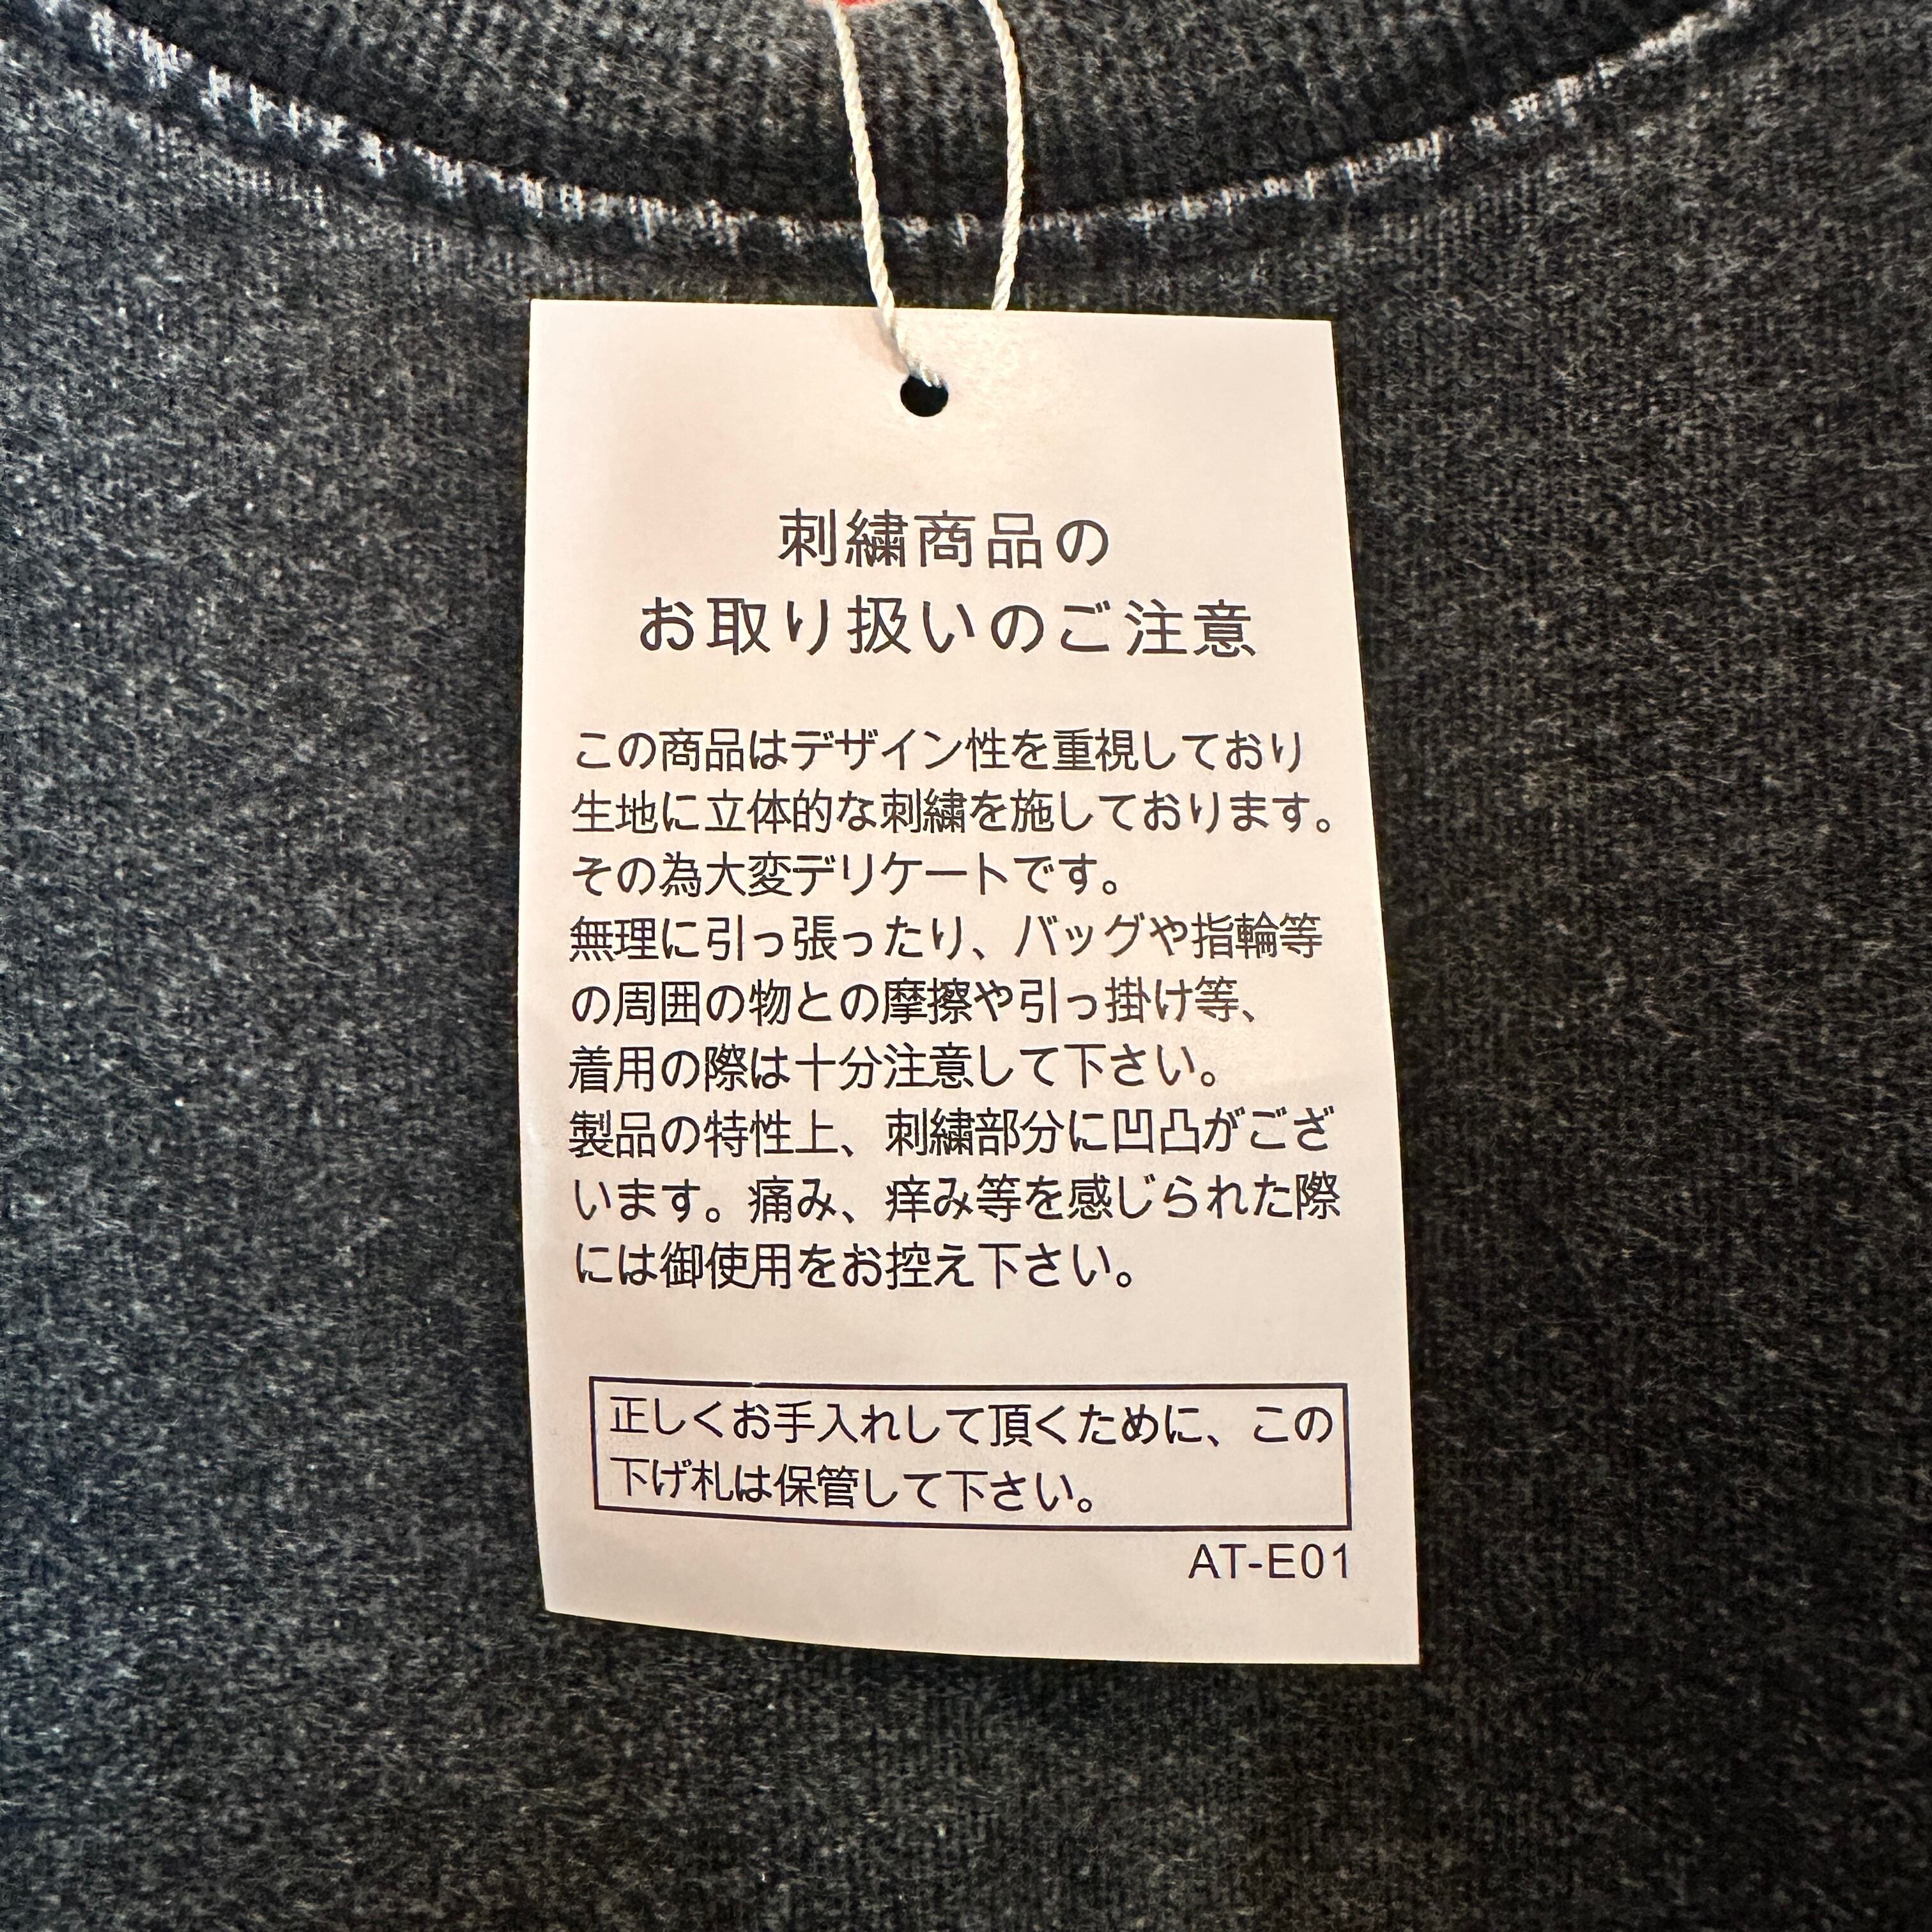 刺繍商品の
お取り扱いのご注意
この商品はデザイン性を重視しており
生地に立体的な刺繍を施しております。
その為大変デリケートです。
無理に引っ張ったり、バッグや指輪等
の周囲の物との摩擦や引っ掛け等、
着用の際は十分注意して下さい。
製品の特性上、刺繍部分に凹凸がござ
います。痛み、痒み等を感じられた際
には御使用をお控え下さい。
正しくお手入れして頂くために、この
下げ札は保管して下さい。
AT-E01